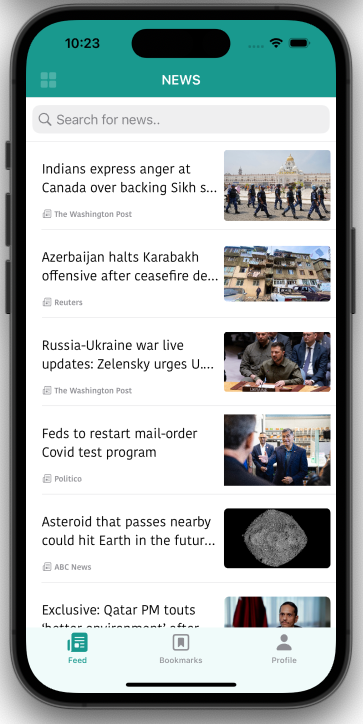 10:23
NEWS
Search for news..
Indians express anger at
Canada over backing Sikh s...
The Washington Post
Azerbaijan halts Karabakh
offensive after ceasefire de...
Reuters
Russia-Ukraine war live
updates: Zelensky urges U....
The Washington Post
Feds to restart mail-order
Covid test program
Politico
Asteroid that passes nearby
could hit Earth in the futur...
ABC News
Exclusive: Qatar PM touts
'better environment' after
Feed
Bookmarks
Profile